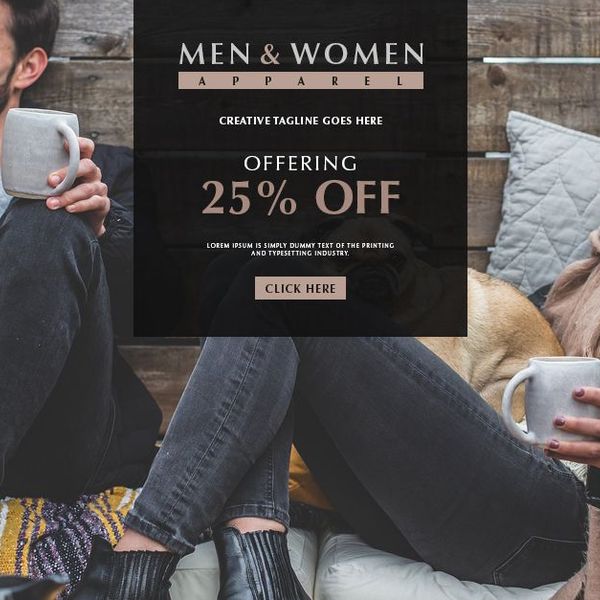 MEN & WOMEN
APPAREL
CREATIVE TAGLINE GOES HERE
OFFERING
25% OFF
LOREM IPSUM IS SIMPLY DUMMY TEXT OF THE PRINTING
AND TYPESETTING INDUSTRY.
CLICK HERE